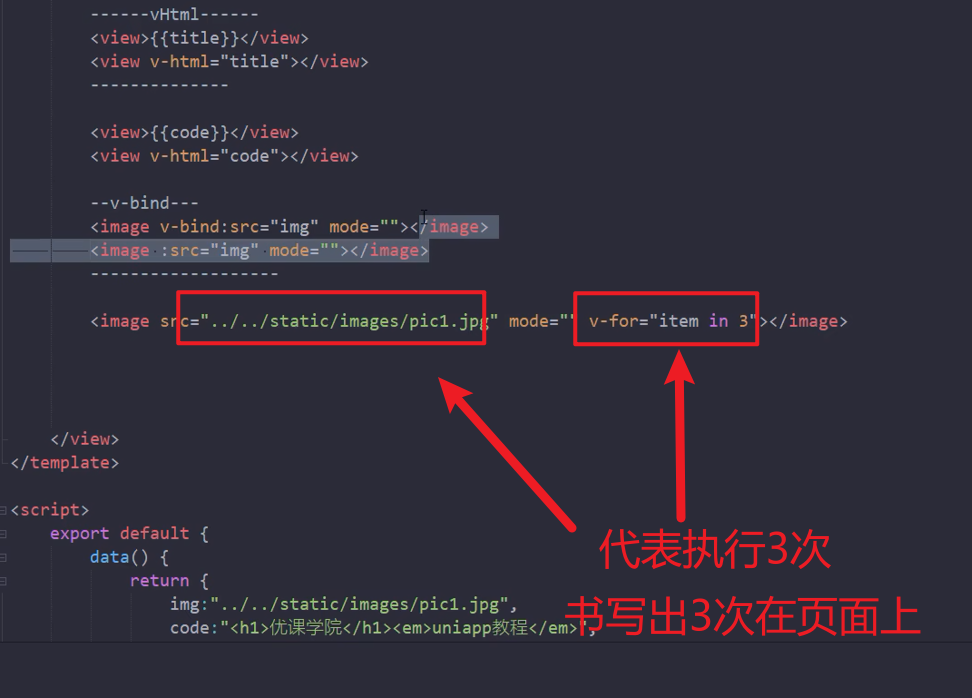 ------vHtml------
<view>{{title}}</view>
<view v-html="title"></view>
--------------
<view>{{code}}</view>
<view v-html="code"></view>
--v-bind---
<image v-bind:src="img" mode=""></image>
<image :src="img" mode=""></image>
-------------------
<image src="../../static/images/pic1.jpg" mode="" v-for="item in 3"></image>
</view>
</template>
<script>
export default {
data() {
return {
img:"../../static/images/pic1.jpg",
code:"<h1>优课学院</h1><em>uniapp教程</em>",
代表执行3次
书写出3次在页面上